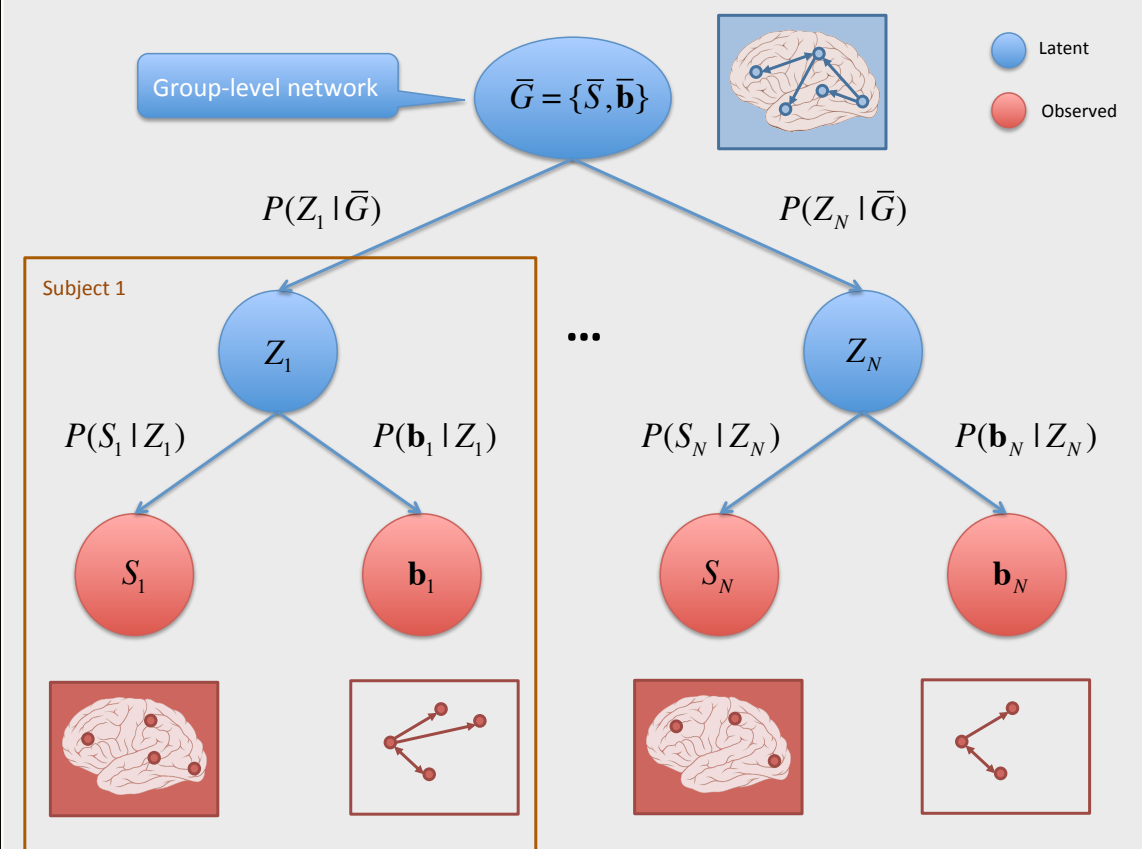 Group-level network
G̅ = {S̅, b̅}
Latent
Observed
P(Z₁ | G̅)
P(Z_N | G̅)
Subject 1
Z₁
...
Z_N
P(S₁ | Z₁)
P(b₁ | Z₁)
P(S_N | Z_N)
P(b_N | Z_N)
S₁
b₁
S_N
b_N